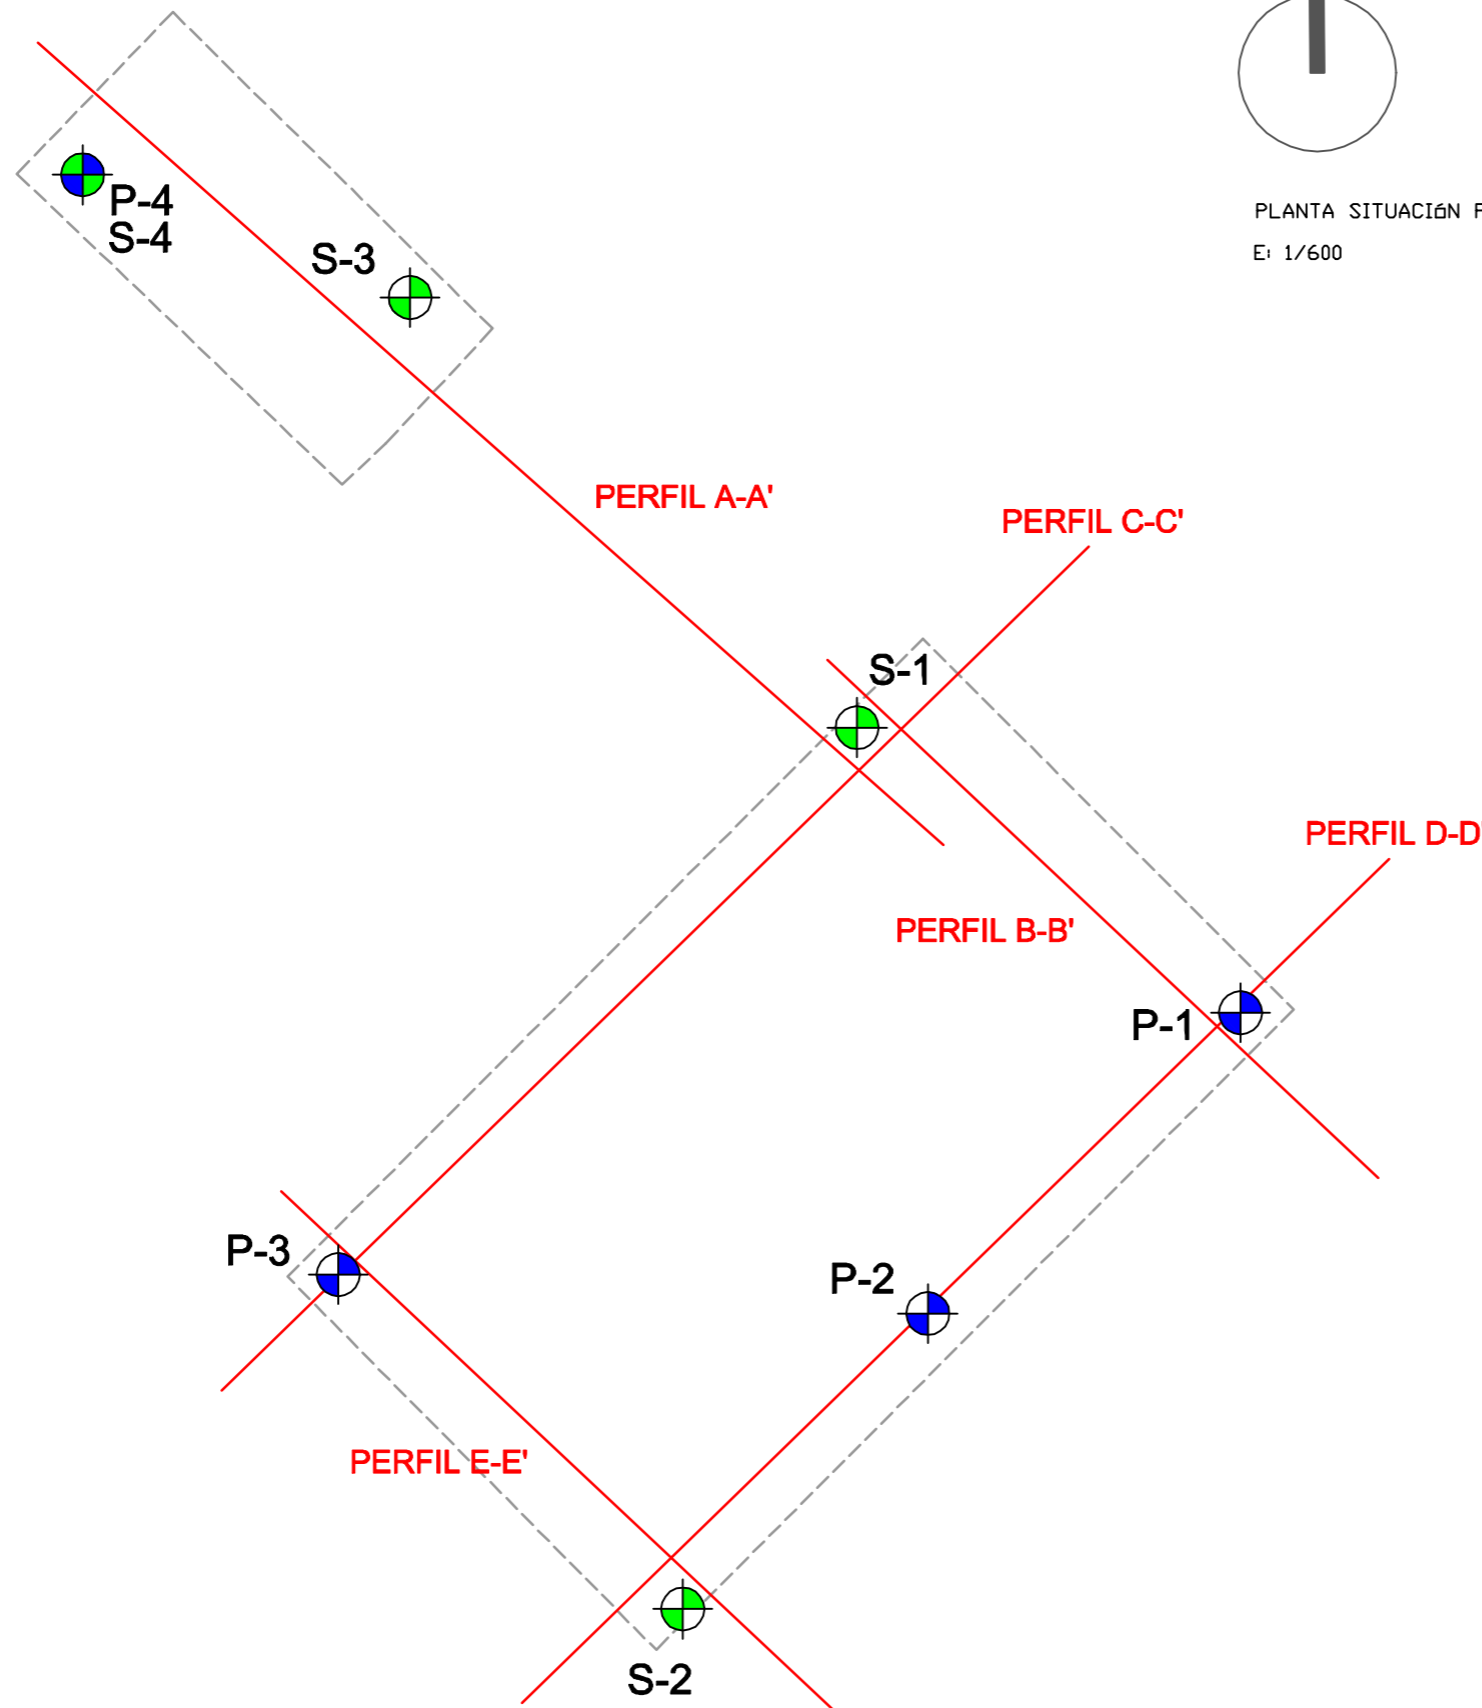 PLANTA SITUACIóN
E: 1/600
P-4
S-4
S-3
PERFIL A-A'
PERFIL C-C'
S-1
PERFIL D-D'
PERFIL B-B'
P-1
P-3
P-2
PERFIL E-E'
S-2